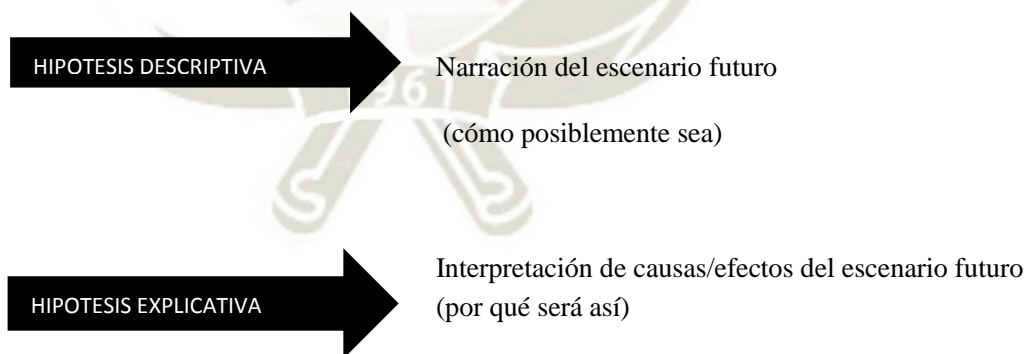 HIPOTESIS DESCRIPTIVA
Narración del escenario futuro
(cómo posiblemente sea)
HIPOTESIS EXPLICATIVA
Interpretación de causas/efectos del escenario futuro
(por qué será así)